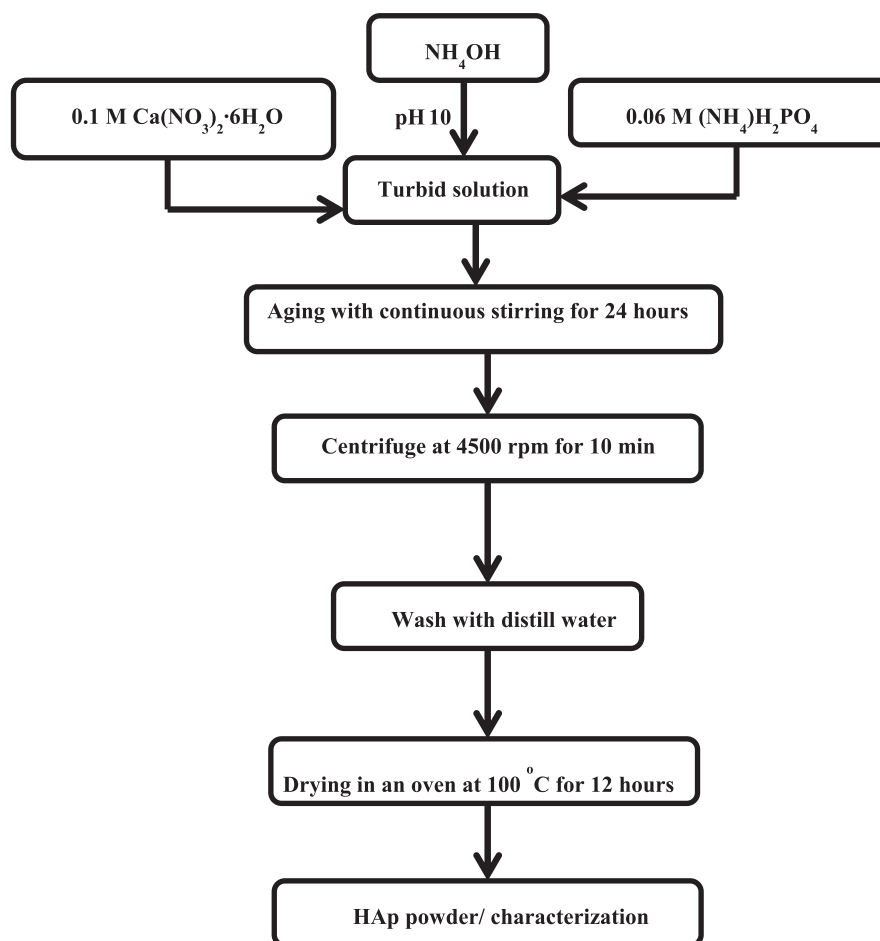 NH₄OH
0.1 M Ca(NO₃)₂·6H₂O
pH 10
0.06 M (NH₄)H₂PO₄
Turbid solution
Aging with continuous stirring for 24 hours
Centrifuge at 4500 rpm for 10 min
Wash with distill water
Drying in an oven at 100 °C for 12 hours
HAp powder/ characterization